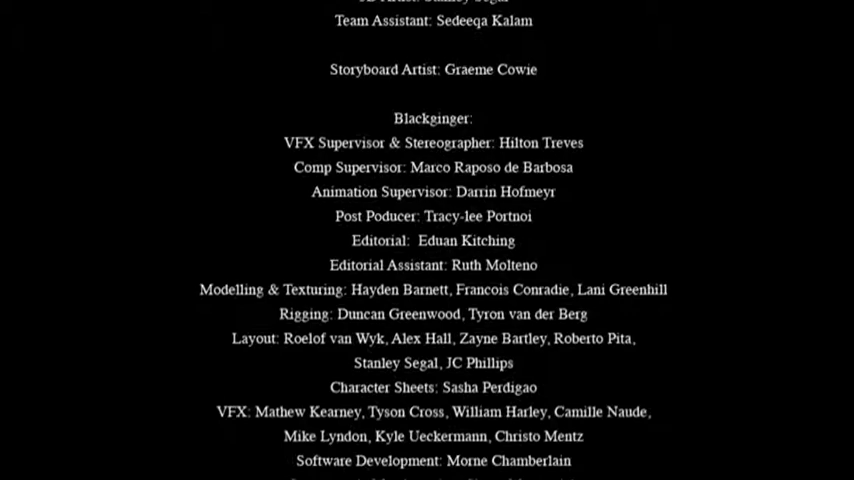 Team Assistant: Sedeeqa Kalam
Storyboard Artist: Graeme Cowie
Blackginger:
VFX Supervisor & Stereographer: Hilton Treves
Comp Supervisor: Marco Raposo de Barbosa
Animation Supervisor: Darrin Hofmeyr
Post Poducer: Tracy-lee Portnoi
Editorial: Eduan Kitching
Editorial Assistant: Ruth Molteno
Modelling & Texturing: Hayden Barnett, Francois Conradie, Lani Greenhill
Rigging: Duncan Greenwood, Tyron van der Berg
Layout: Roelof van Wyk, Alex Hall, Zayne Bartley, Roberto Pita,
Stanley Segal, JC Phillips
Character Sheets: Sasha Perdigao
VFX: Mathew Kearney, Tyson Cross, William Harley, Camille Naude,
Mike Lyndon, Kyle Ueckermann, Christo Mentz
Software Development: Morne Chamberlain